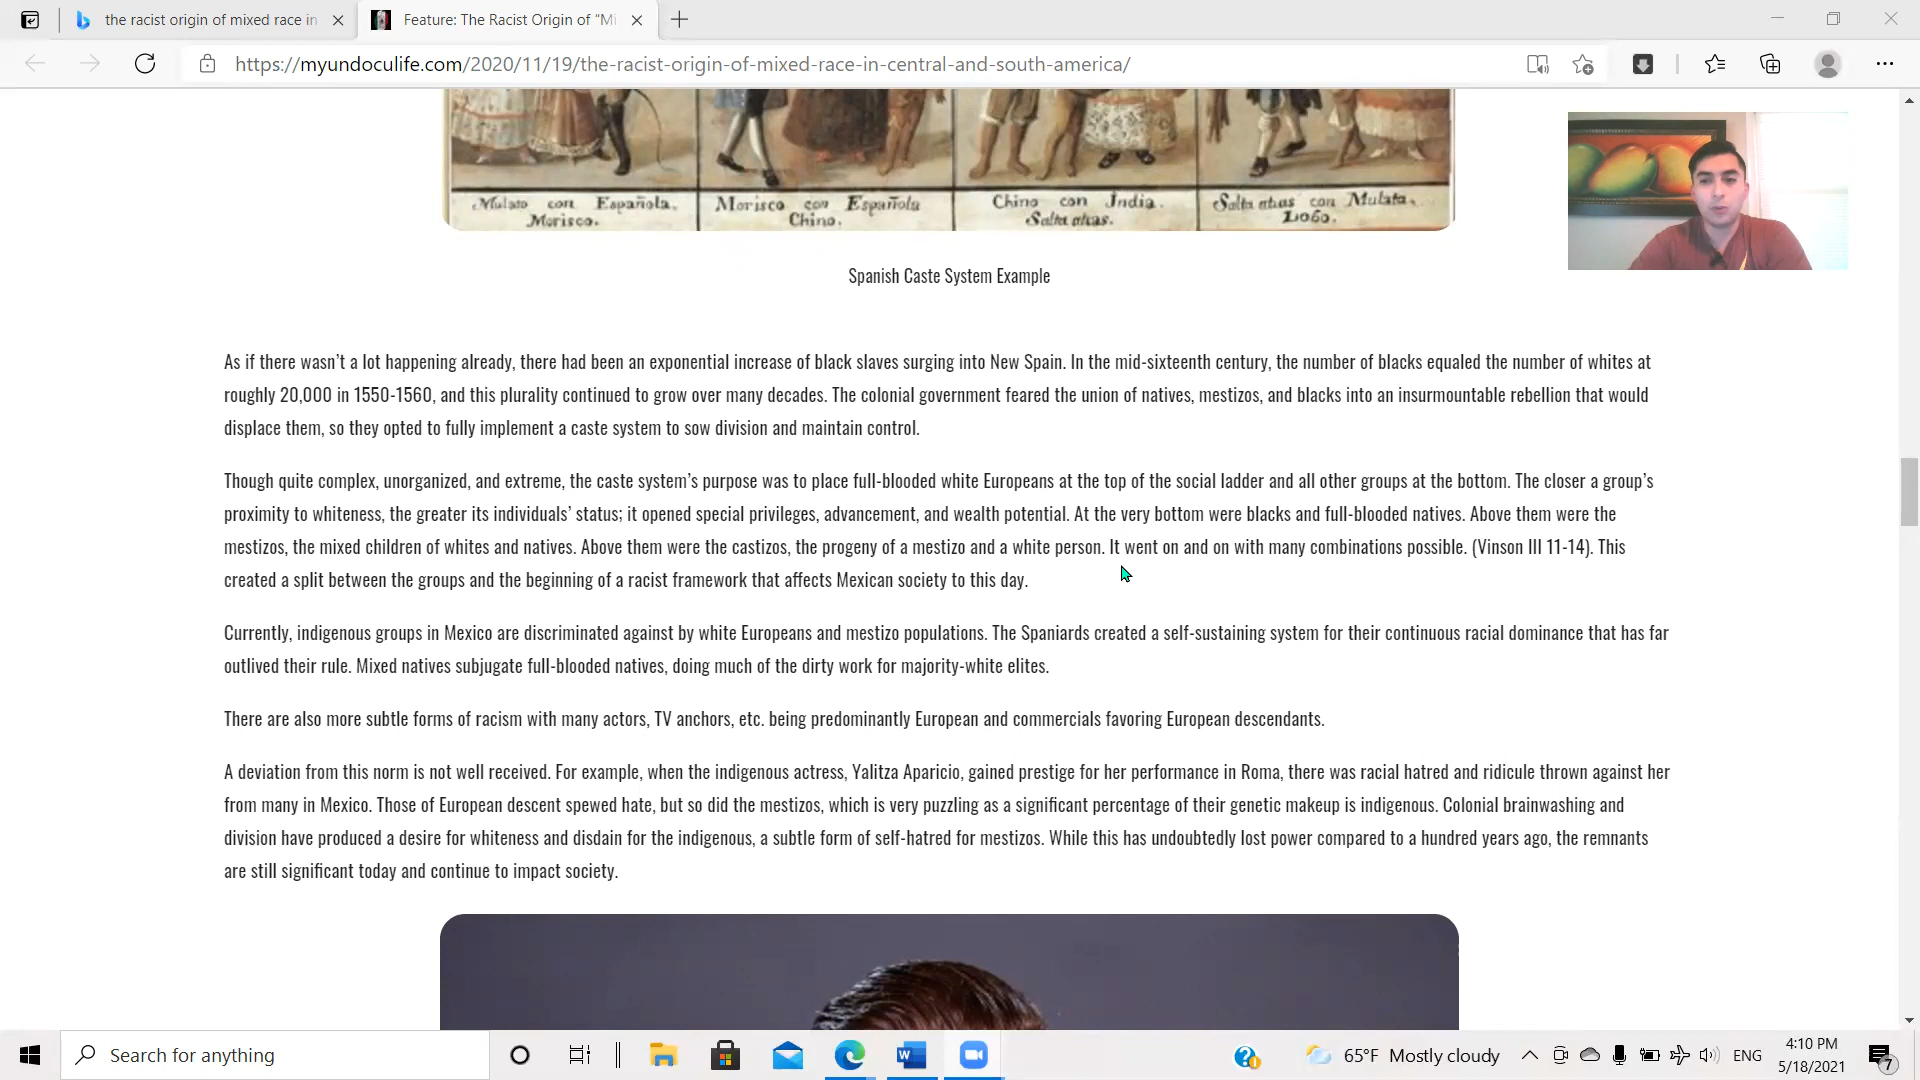 the racist origin of mixed race in
Feature: The Racist Origin of "Mi
https://myundoculife.com/2020/11/19/the-racist-origin-of-mixed-race-in-central-and-south-america/
Mulato con Española.
Morisco.
Morisco con Española
Chino.
Chino con India.
Salta atras.
Salta atras con Mulata.
Lobo.
Spanish Caste System Example
As if there wasn't a lot happening already, there had been an exponential increase of black slaves surging into New Spain. In the mid-sixteenth century, the number of blacks equaled the number of whites at
roughly 20,000 in 1550-1560, and this plurality continued to grow over many decades. The colonial government feared the union of natives, mestizos, and blacks into an insurmountable rebellion that would
displace them, so they opted to fully implement a caste system to sow division and maintain control.
Though quite complex, unorganized, and extreme, the caste system's purpose was to place full-blooded white Europeans at the top of the social ladder and all other groups at the bottom. The closer a group's
proximity to whiteness, the greater its individuals' status; it opened special privileges, advancement, and wealth potential. At the very bottom were blacks and full-blooded natives. Above them were the
mestizos, the mixed children of whites and natives. Above them were the castizos, the progeny of a mestizo and a white person. It went on and on with many combinations possible. (Vinson III 11-14). This
created a split between the groups and the beginning of a racist framework that affects Mexican society to this day.
Currently, indigenous groups in Mexico are discriminated against by white Europeans and mestizo populations. The Spaniards created a self-sustaining system for their continuous racial dominance that has far
outlived their rule. Mixed natives subjugate full-blooded natives, doing much of the dirty work for majority-white elites.
There are also more subtle forms of racism with many actors, TV anchors, etc. being predominantly European and commercials favoring European descendants.
A deviation from this norm is not well received. For example, when the indigenous actress, Yalitza Aparicio, gained prestige for her performance in Roma, there was racial hatred and ridicule thrown against her
from many in Mexico. Those of European descent spewed hate, but so did the mestizos, which is very puzzling as a significant percentage of their genetic makeup is indigenous. Colonial brainwashing and
division have produced a desire for whiteness and disdain for the indigenous, a subtle form of self-hatred for mestizos. While this has undoubtedly lost power compared to a hundred years ago, the remnants
are still significant today and continue to impact society.
Search for anything
65°F Mostly cloudy
ENG
4:10 PM
5/18/2021
7